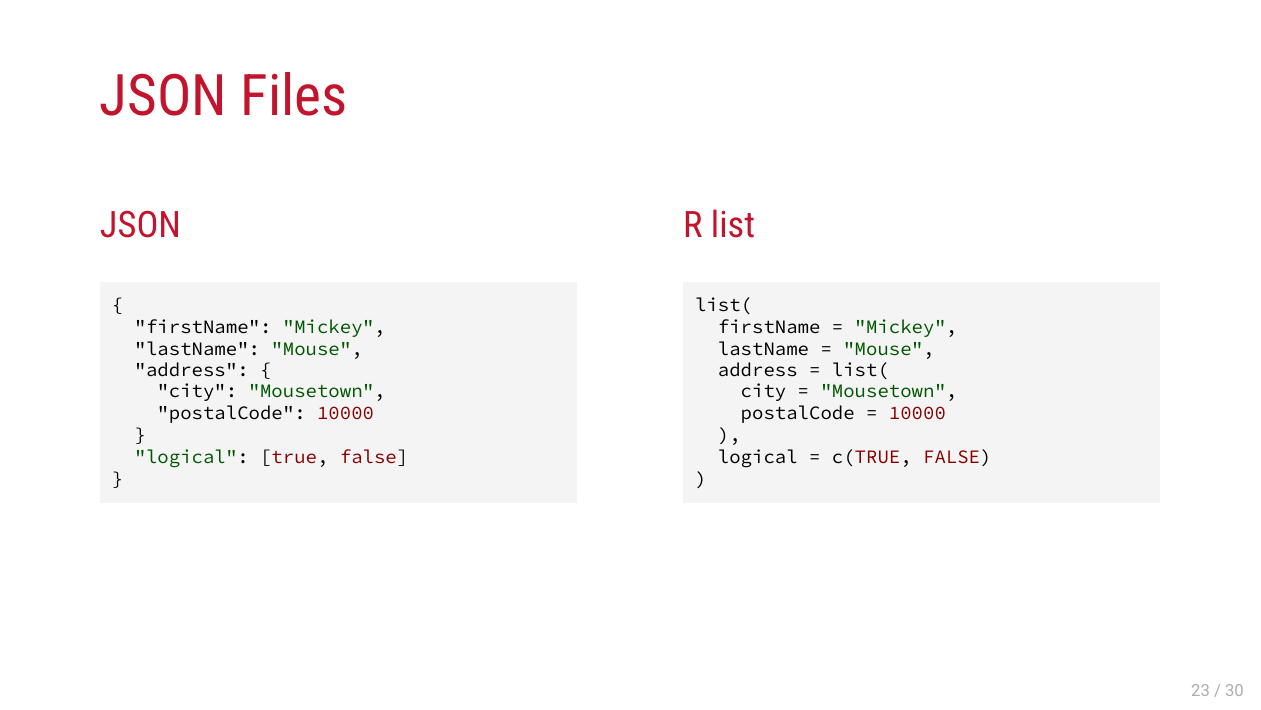 JSON Files
JSON
{
  "firstName": "Mickey",
  "lastName": "Mouse",
  "address": {
    "city": "Mousetown",
    "postalCode": 10000
  }
  "logical": [true, false]
}
R list
list(
  firstName = "Mickey",
  lastName = "Mouse",
  address = list(
    city = "Mousetown",
    postalCode = 10000
  ),
  logical = c(TRUE, FALSE)
)
23 / 30